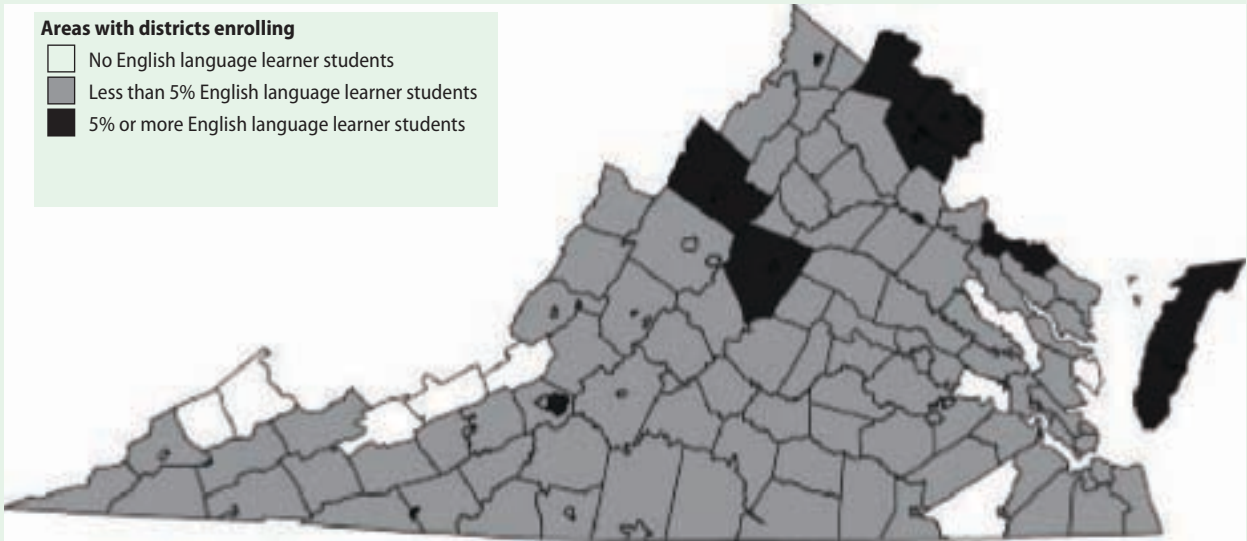 Areas with districts enrolling
No English language learner students
Less than 5% English language learner students
5% or more English language learner students